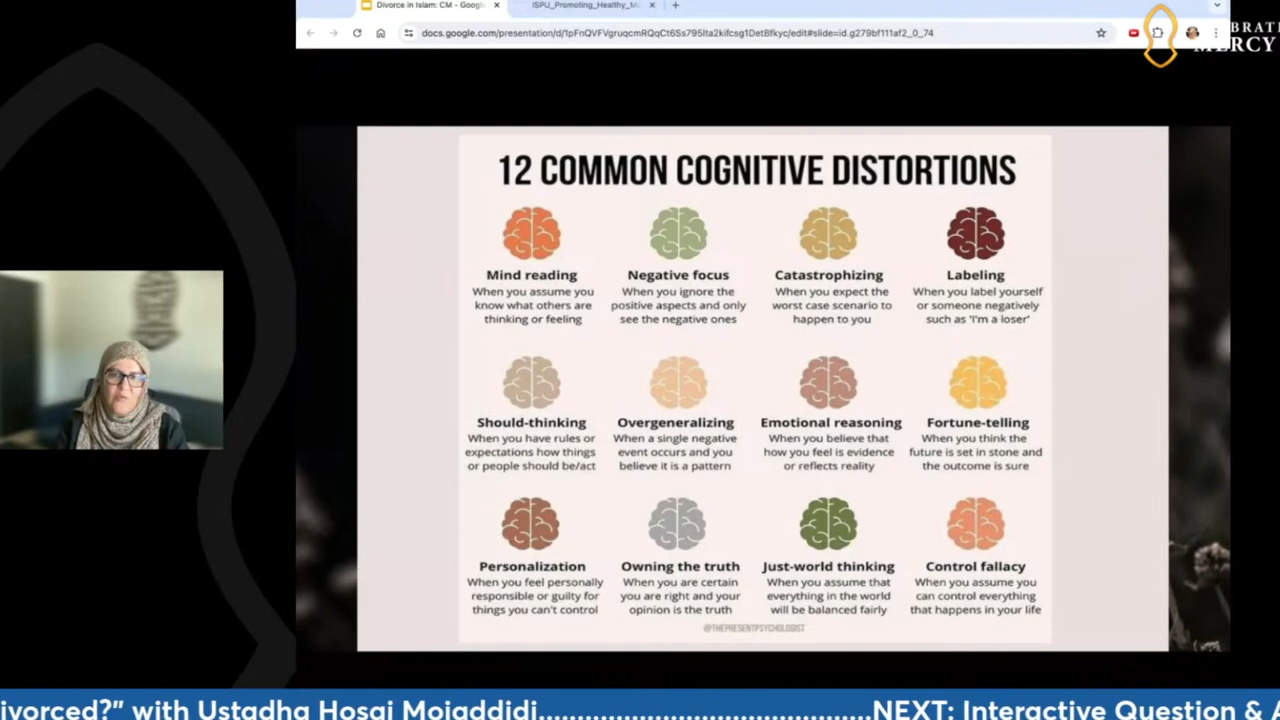 Divorce in Islam: CM - Googl
ISPU_Promoting_Healthy_M
docs.google.com/presentation/d/1pFnQVFVgruqcmRQqCt6Ss795Ita2kifcsg1DetBfkyc/edit#slide=id.g279bf111af2_0_74
BRATE
MERCY
12 COMMON COGNITIVE DISTORTIONS
Mind reading
When you assume you
know what others are
thinking or feeling
Negative focus
When you ignore the
positive aspects and only
see the negative ones
Catastrophizing
When you expect the
worst case scenario to
happen to you
Labeling
When you label yourself
or someone negatively
such as 'I'm a loser'
Should-thinking
When you have rules or
expectations how things
or people should be/act
Overgeneralizing
When a single negative
event occurs and you
believe it is a pattern
Emotional reasoning
When you believe that
how you feel is evidence
or reflects reality
Fortune-telling
When you think the
future is set in stone and
the outcome is sure
Personalization
When you feel personally
responsible or guilty for
things you can't control
Owning the truth
When you are certain
you are right and your
opinion is the truth
Just-world thinking
When you assume that
everything in the world
will be balanced fairly
Control fallacy
When you assume you
can control everything
that happens in your life
@THEPRESENTPSYCHOLOGIST
ivorced?" with Ustadha Hosai Mojaddidi....................................NEXT: Interactive Question & A